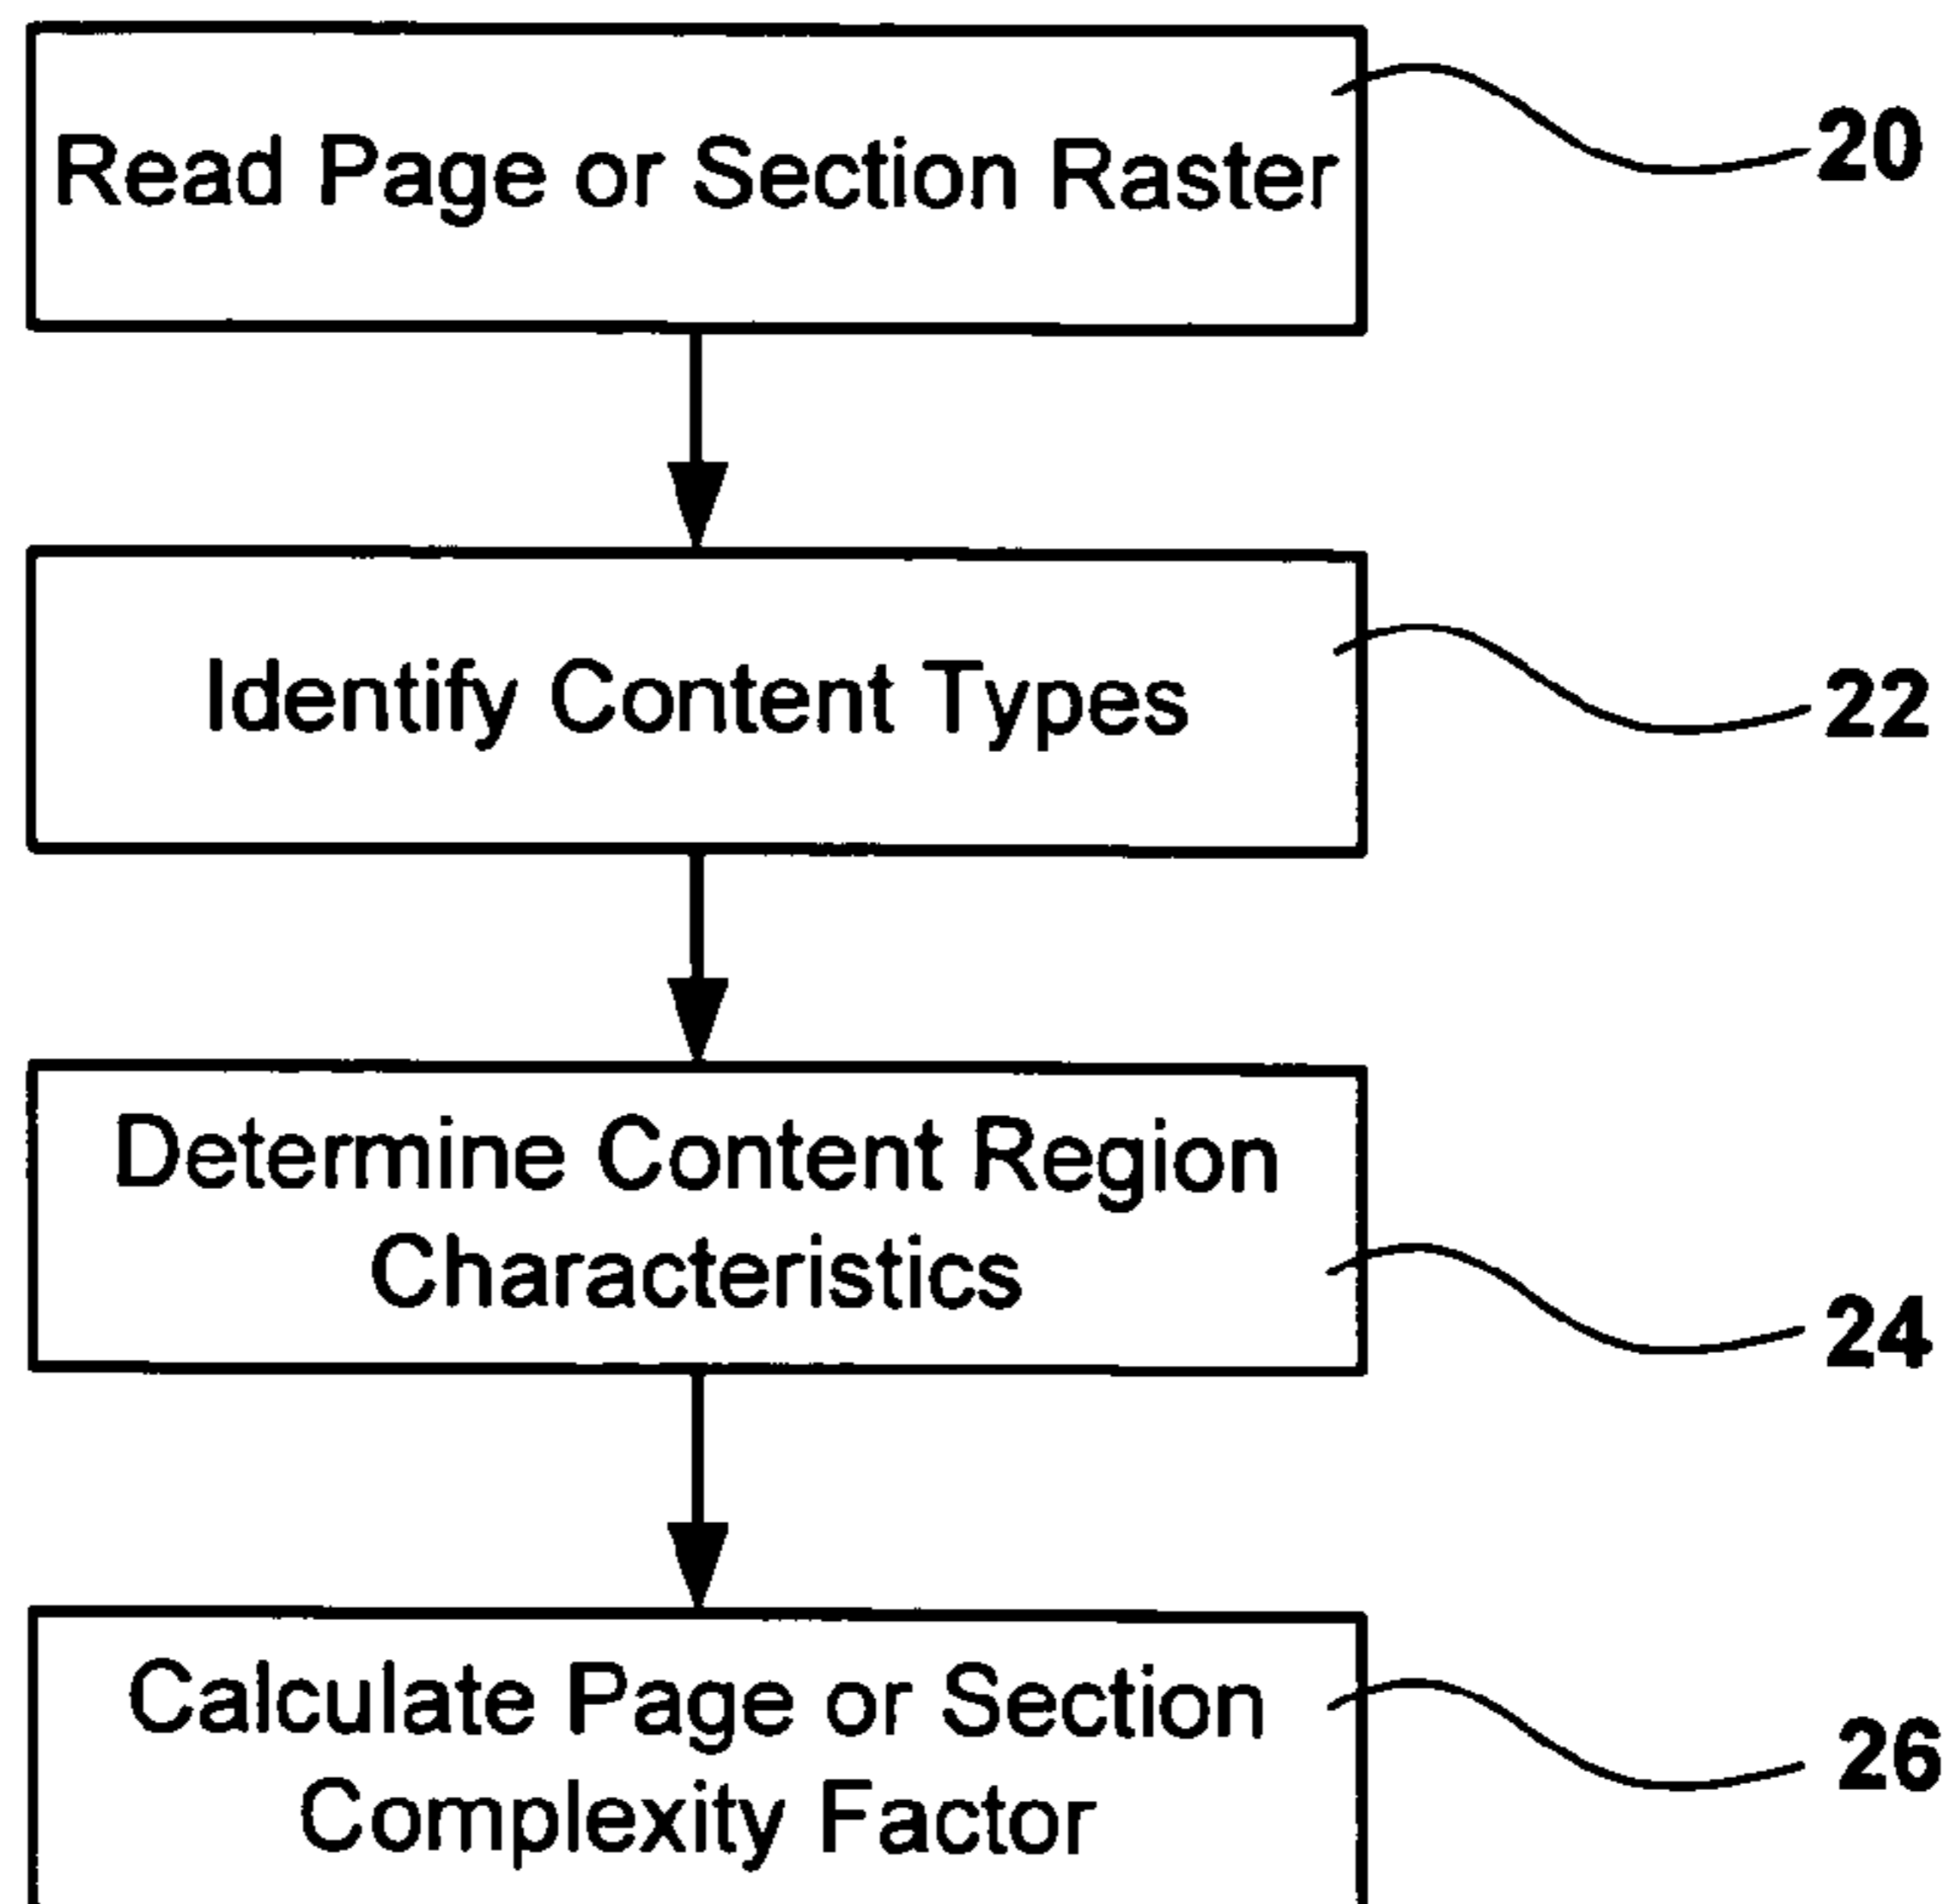 Read Page or Section Raster
20
Identify Content Types
22
Determine Content Region
Characteristics
24
Calculate Page or Section
Complexity Factor
26